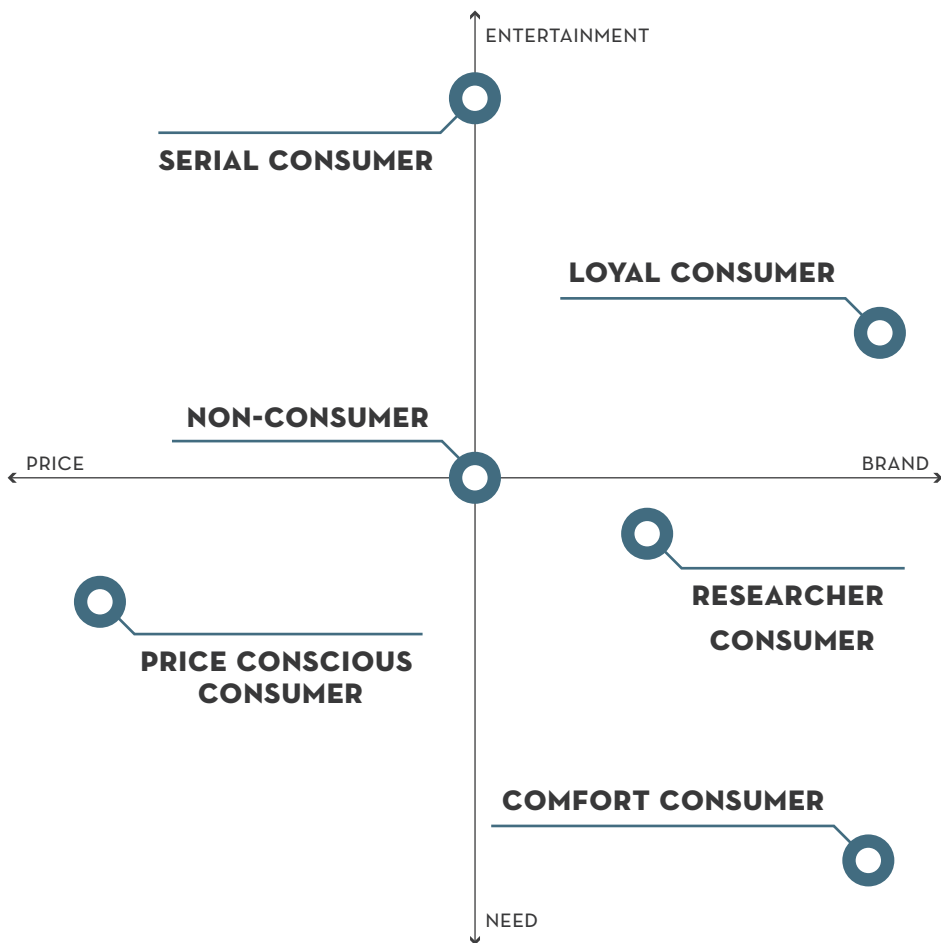 ENTERTAINMENT
SERIAL CONSUMER
LOYAL CONSUMER
NON-CONSUMER
PRICE
BRAND
RESEARCHER
CONSUMER
PRICE CONSCIOUS
CONSUMER
COMFORT CONSUMER
NEED